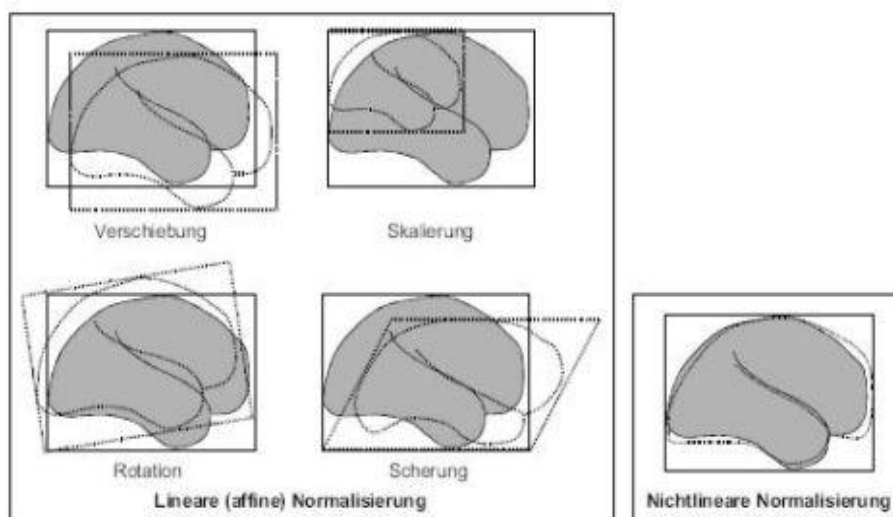 Verschiebung
Skalierung
Rotation
Scherung
Lineare (affine) Normalisierung
Nichtlineare Normalisierung